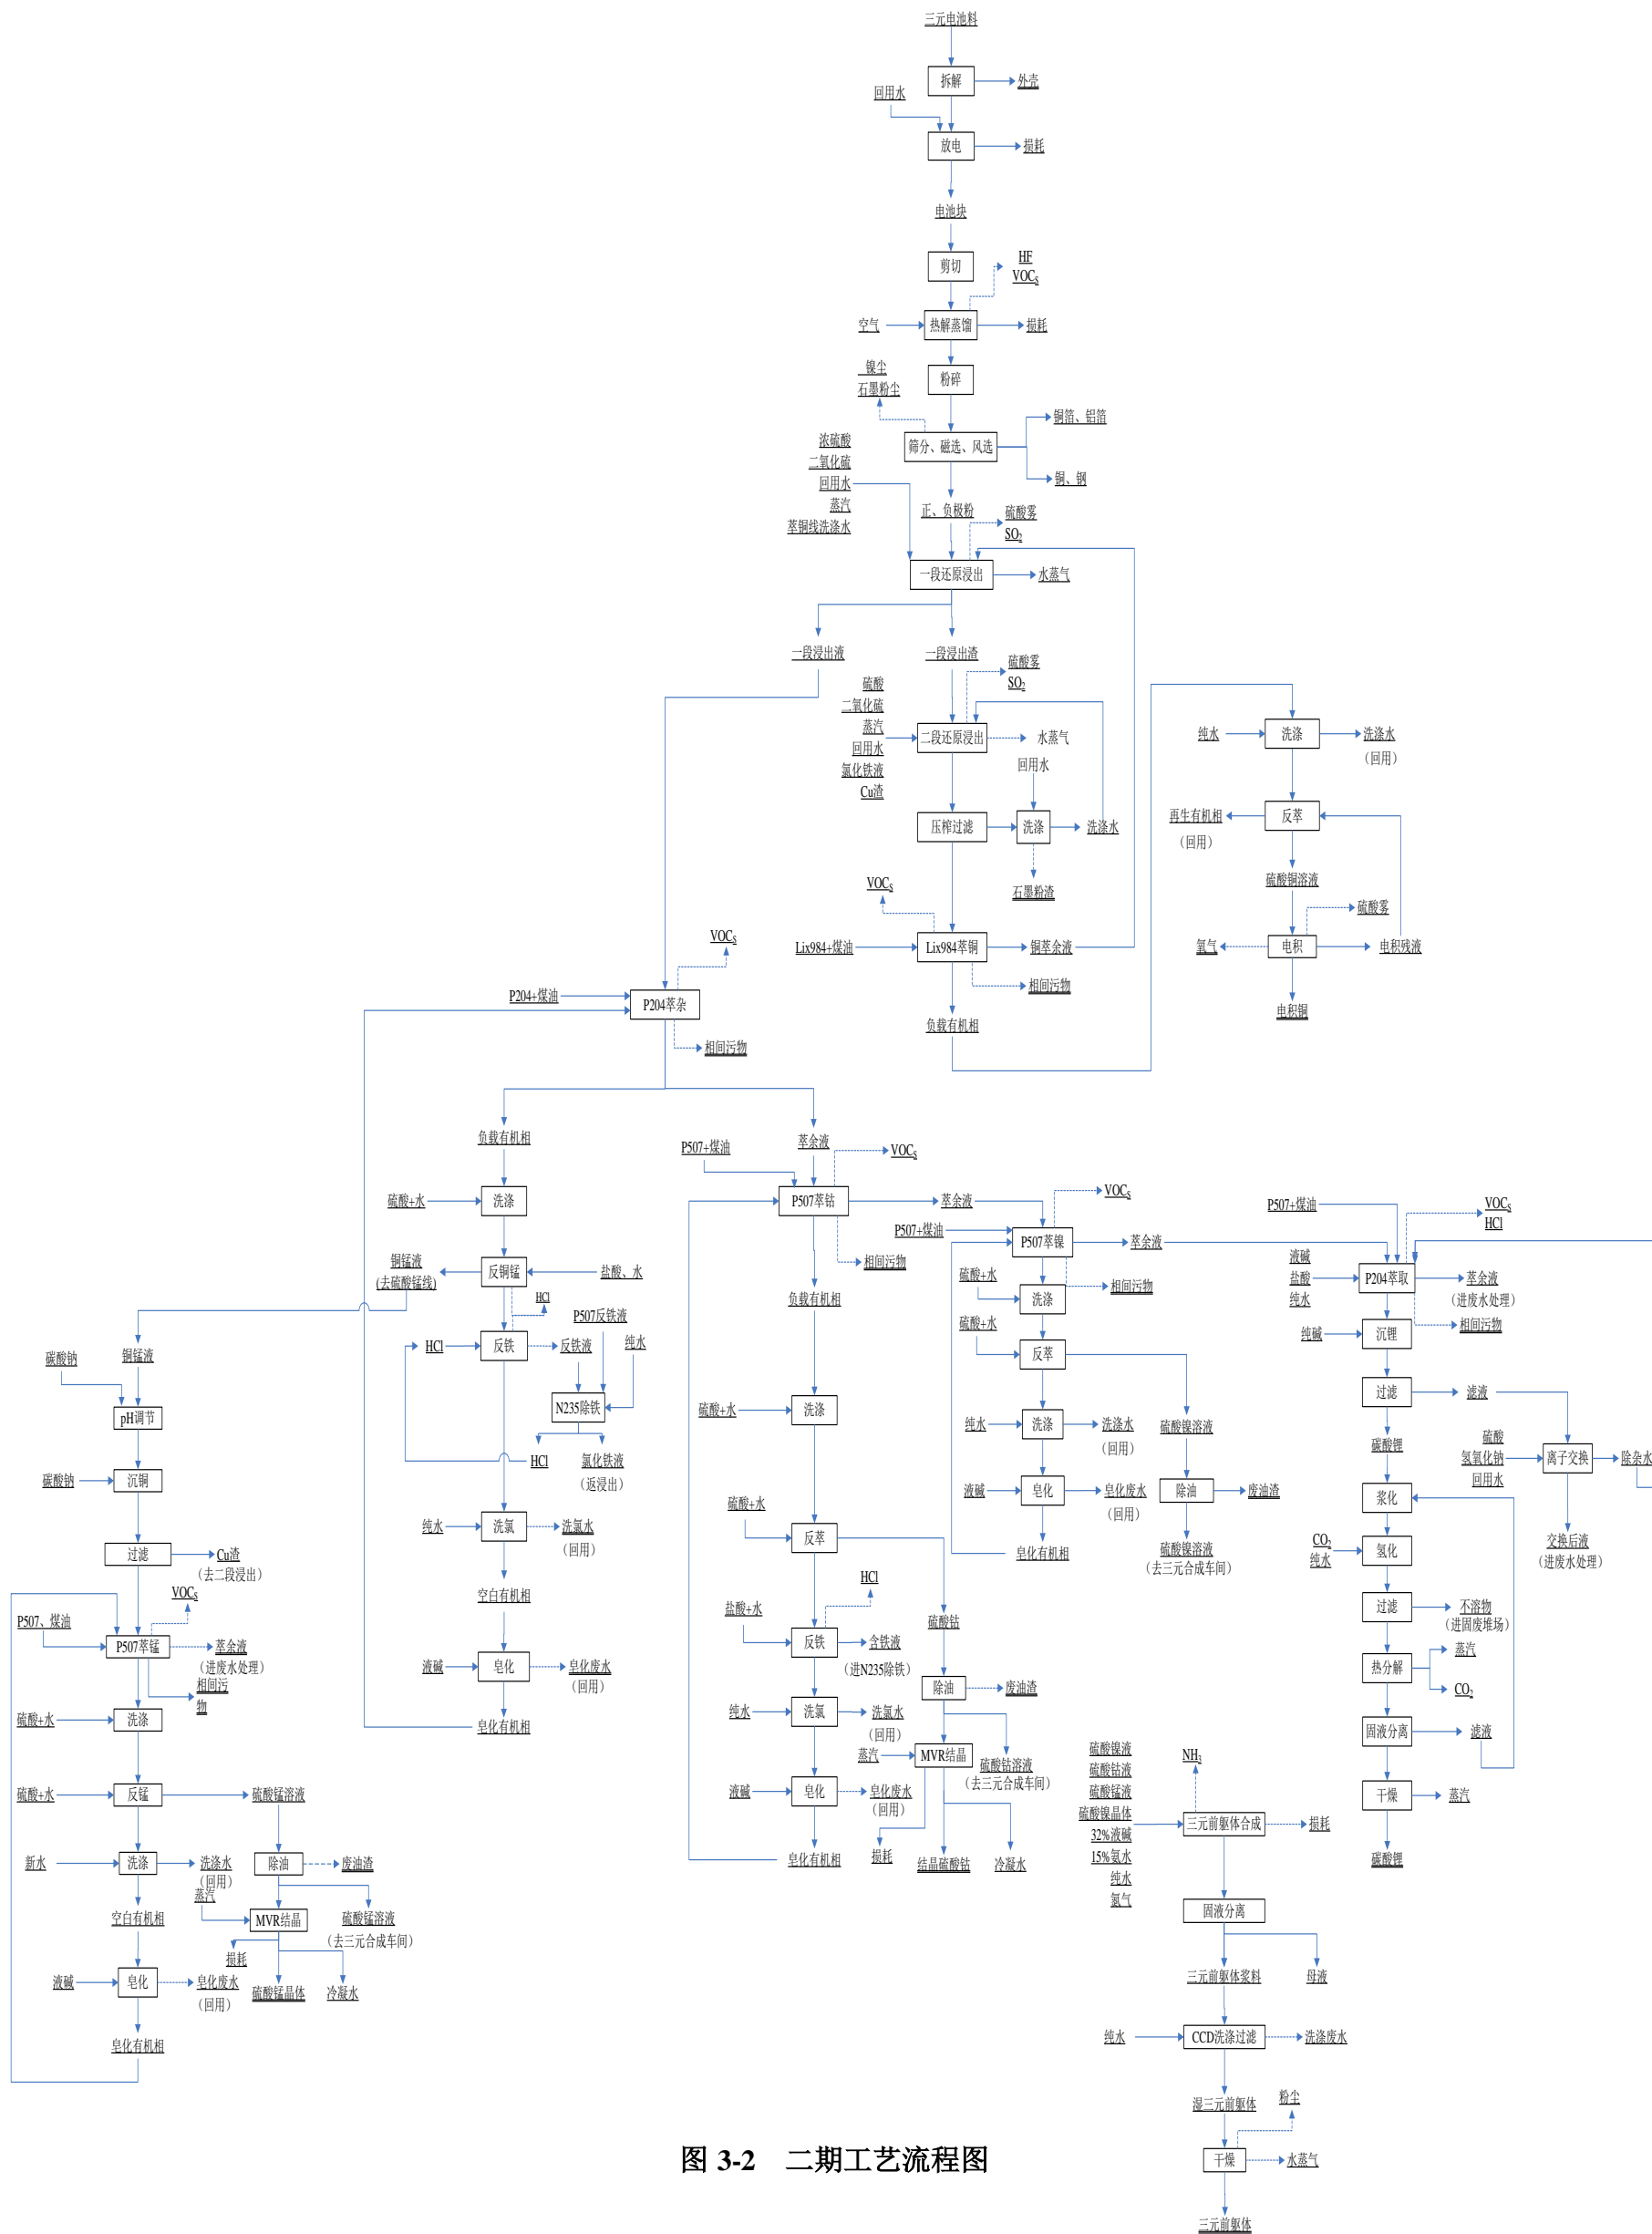 三元电池料
拆解
外壳
回用水
放电
损耗
电池块
剪切
HF
VOCS
空气
热解蒸馏
损耗
粉碎
镍尘
石墨粉尘
筛分、磁选、风选
铜箔、铝箔
铜、钢
浓硫酸
二氧化硫
回用水
蒸汽
萃铜线洗涤水
正、负极粉
硫酸雾
SO2
一段还原浸出
水蒸气
一段浸出液
一段浸出渣
硫酸雾
SO2
硫酸
二氧化硫
蒸汽
回用水
氯化铁液
Cu渣
二段还原浸出
水蒸气
回用水
压榨过滤
洗涤
洗涤水
石墨粉渣
VOCS
Lix984+煤油
Lix984萃铜
铜萃余液
相间污物
负载有机相
纯水
洗涤
洗涤水
(回用)
再生有机相
(回用)
反萃
硫酸铜溶液
硫酸雾
氧气
电积
电积残液
电积铜
VOCS
P204+煤油
P204萃杂
相间污物
负载有机相
硫酸+水
洗涤
铜锰液
(去硫酸锰线)
反铜锰
盐酸、水
HCl
HCl
反铁
反铁液
P507反铁液
纯水
N235除铁
HCl
氯化铁液
(返浸出)
纯水
洗氯
洗氯水
(回用)
空白有机相
液碱
皂化
皂化废水
(回用)
皂化有机相
碳酸钠
铜锰液
pH调节
碳酸钠
沉铜
过滤
Cu渣
(去二段浸出)
VOCS
P507、煤油
P507萃锰
萃余液
(进废水处理)
相间污
物
硫酸+水
洗涤
硫酸+水
反锰
硫酸锰溶液
新水
洗涤
洗涤水
(回用)
除油
废油渣
蒸汽
MVR结晶
硫酸锰溶液
(去三元合成车间)
损耗
硫酸锰晶体
冷凝水
空白有机相
液碱
皂化
皂化废水
(回用)
皂化有机相
P507+煤油
萃余液
VOCS
P507萃钴
萃余液
相间污物
负载有机相
硫酸+水
洗涤
硫酸+水
反萃
HCl
盐酸+水
反铁
含铁液
(进N235除铁)
纯水
洗氯
洗氯水
(回用)
液碱
皂化
皂化废水
(回用)
皂化有机相
硫酸钴
除油
废油渣
蒸汽
MVR结晶
硫酸钴溶液
(去三元合成车间)
损耗
结晶硫酸钴
冷凝水
VOCS
P507+煤油
P507萃镍
萃余液
相间污物
硫酸+水
洗涤
硫酸+水
反萃
纯水
洗涤
洗涤水
(回用)
硫酸镍溶液
液碱
皂化
皂化废水
(回用)
皂化有机相
除油
废油渣
硫酸镍溶液
(去三元合成车间)
P507+煤油
VOCS
HCl
液碱
盐酸
纯水
P204萃取
萃余液
(进废水处理)
相间污物
纯碱
沉锂
过滤
滤液
碳酸锂
硫酸
氢氧化钠
回用水
离子交换
除杂水
交换后液
(进废水处理)
浆化
CO2
纯水
氢化
过滤
不溶物
(进固废堆场)
热分解
蒸汽
CO2
固液分离
滤液
干燥
蒸汽
碳酸锂
硫酸镍液
硫酸钴液
硫酸锰液
硫酸镍晶体
32%液碱
15%氨水
纯水
氮气
NH3
三元前躯体合成
损耗
固液分离
三元前躯体浆料
母液
纯水
CCD洗涤过滤
洗涤废水
湿三元前躯体
粉尘
干燥
水蒸气
三元前躯体
图 3-2 二期工艺流程图